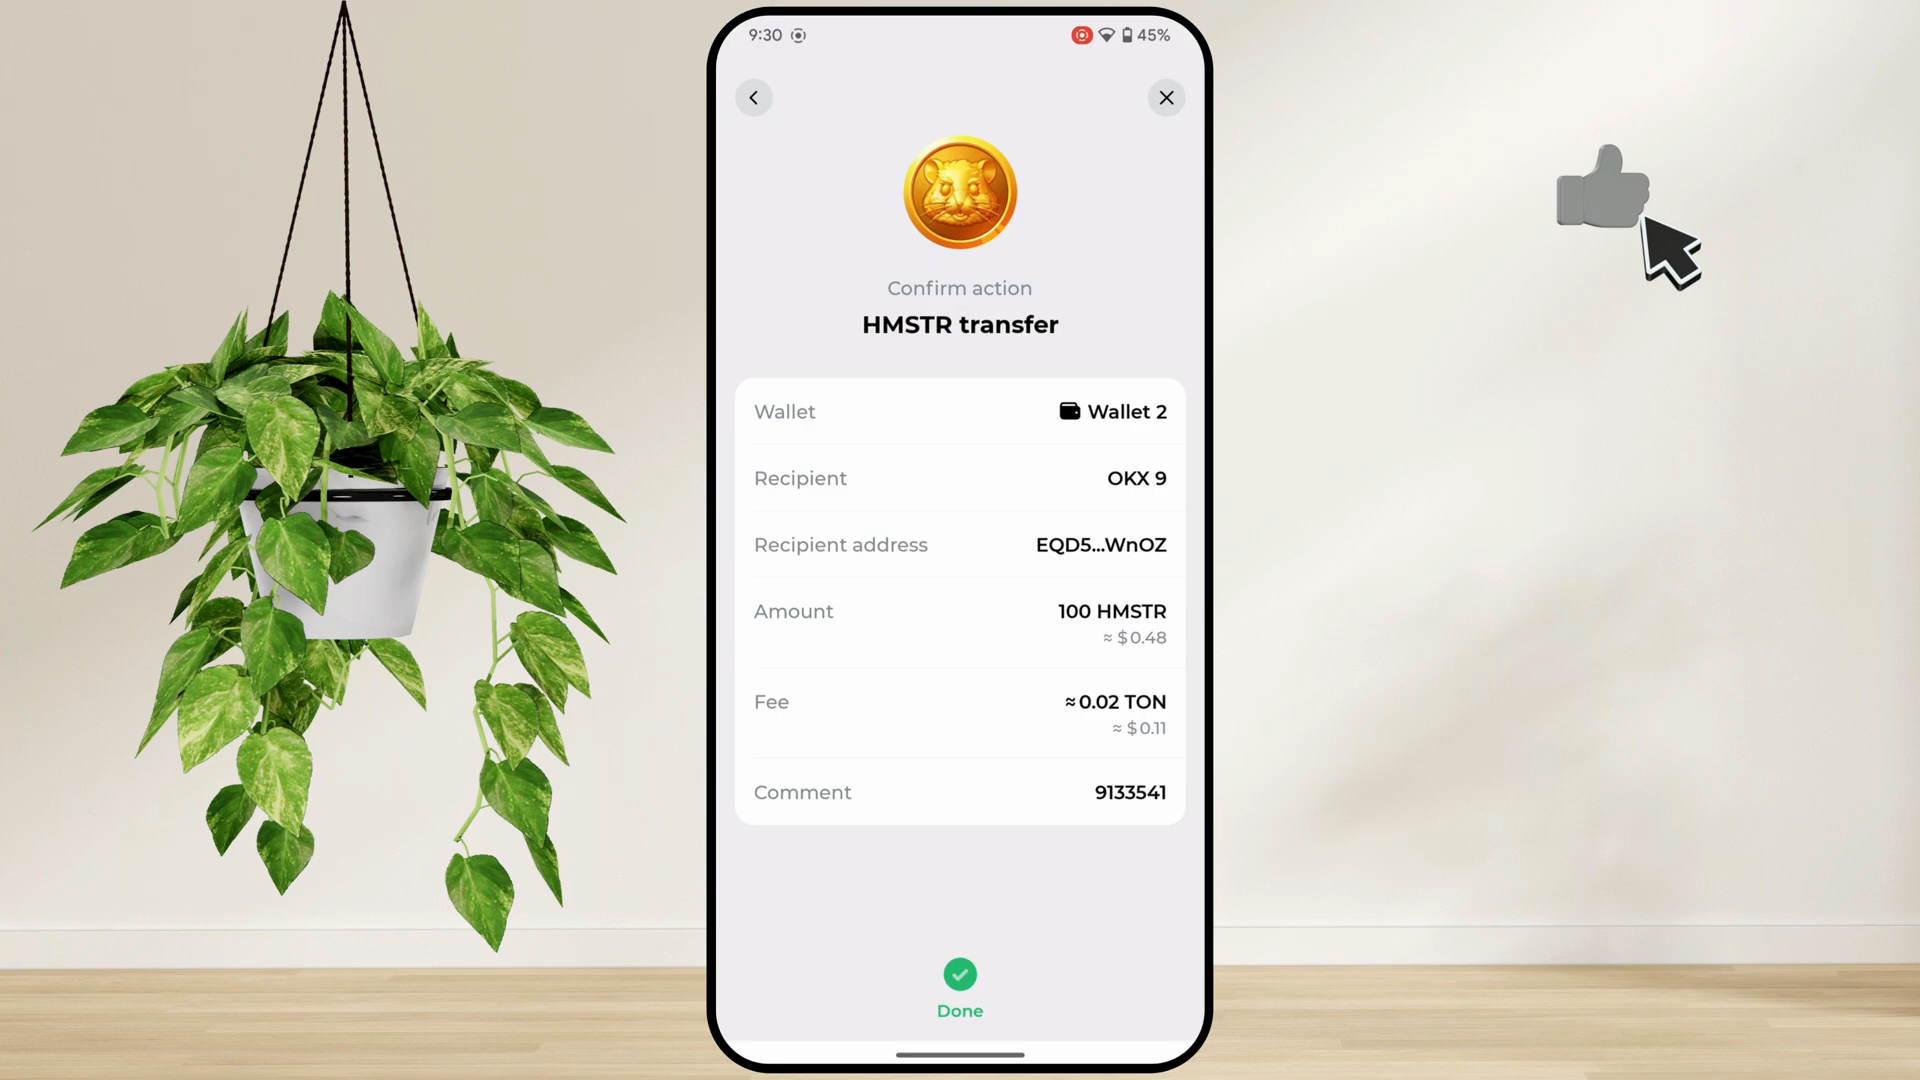 9:30 45%
Confirm action
HMSTR transfer
Wallet Wallet 2
Recipient OKX 9
Recipient address EQD5...WnOZ
Amount 100 HMSTR
≈ $0.48
Fee ≈0.02 TON
≈ $0.11
Comment 9133541
Done